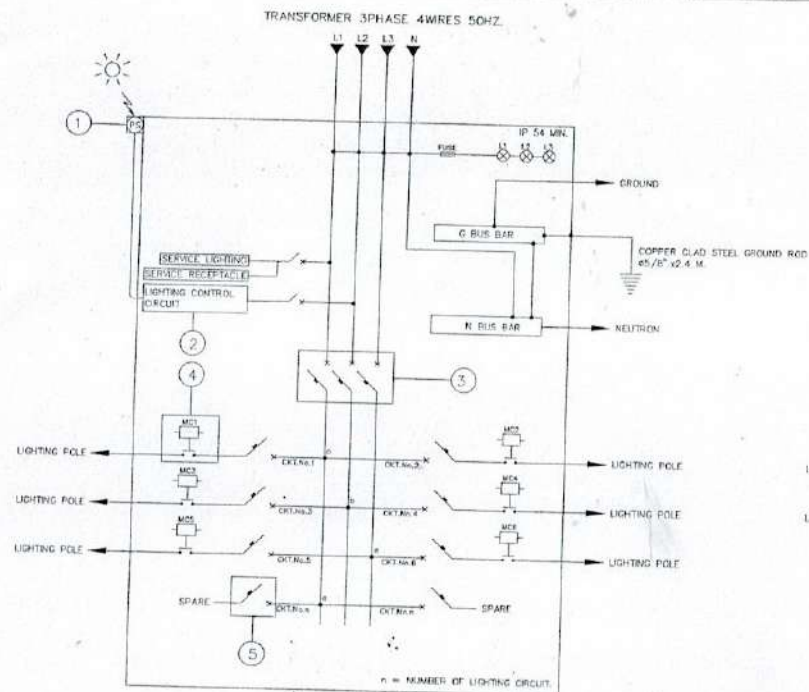 TRANSFORMER 3PHASE 4WIRES 50HZ.
L1 L2 L3 N
1
PS
IP 54 MIN.
FUSE
L1 L2 L3
GROUND
G BUS BAR
COPPER CLAD STEEL GROUND ROD
ø5/8" x2.4 M.
SERVICE LIGHTING
SERVICE RECEPTACLE
LIGHTING CONTROL
CIRCUIT
N BUS BAR
NEUTRON
2
4
3
MC1
MC2
LIGHTING POLE
CKT.No.1
CKT.No.2
LIGHTING POLE
MC3
MC4
LIGHTING POLE
CKT.No.3
CKT.No.4
LIGHTING POLE
MC5
MC6
LIGHTING POLE
CKT.No.5
CKT.No.6
LIGHTING POLE
SPARE
CKT.No.n
CKT.No.n
SPARE
5
n = NUMBER OF LIGHTING CIRCUIT.